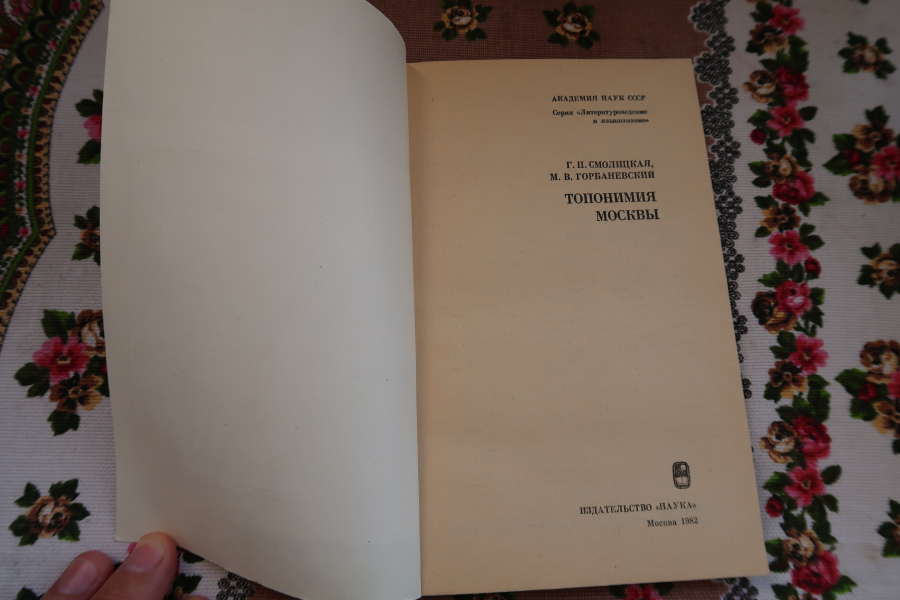 АКАДЕМИЯ НАУК СССР
Серия «Литературоведение
и языкознание»
Г. П. СМОЛИЦКАЯ,
М. В. ГОРБАНЕВСКИЙ
ТОПОНИМИЯ
МОСКВЫ
ИЗДАТЕЛЬСТВО «НАУКА»
Москва 1982